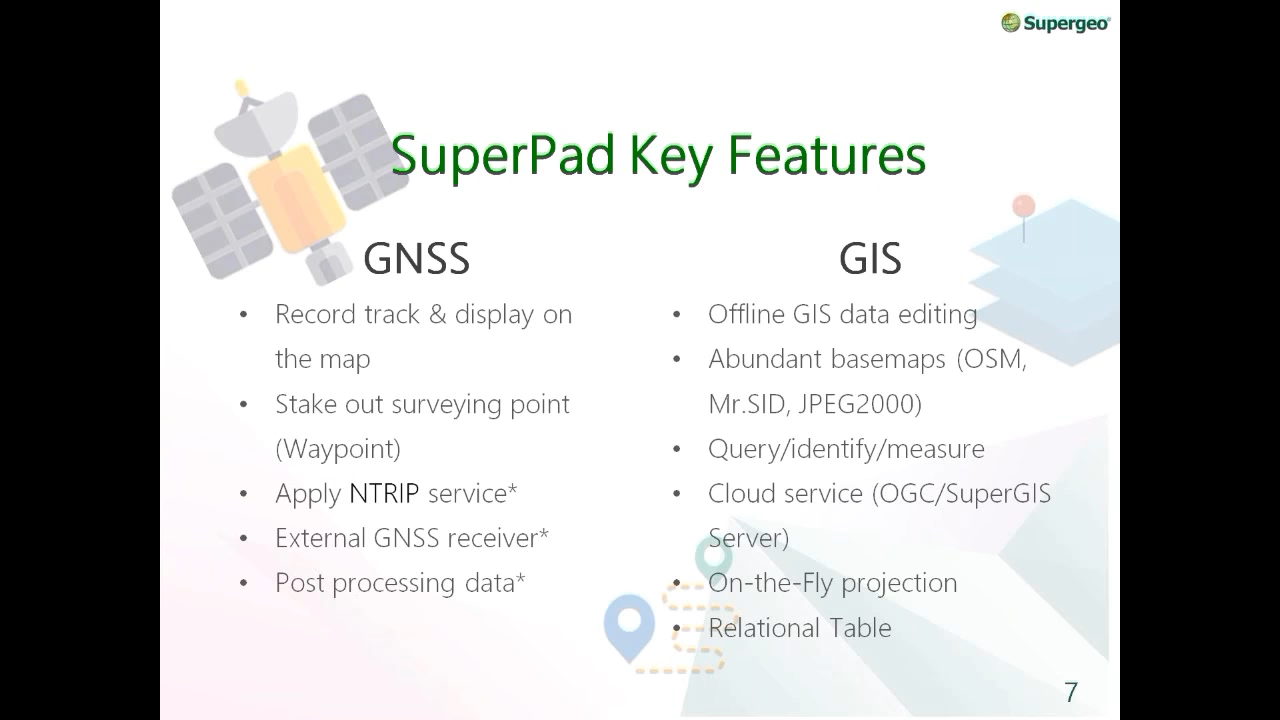 Supergeo®
SuperPad Key Features
GNSS
• Record track & display on
the map
• Stake out surveying point
(Waypoint)
• Apply NTRIP service*
• External GNSS receiver*
• Post processing data*
GIS
• Offline GIS data editing
• Abundant basemaps (OSM,
Mr.SID, JPEG2000)
• Query/identify/measure
• Cloud service (OGC/SuperGIS
Server)
• On-the-Fly projection
• Relational Table
7